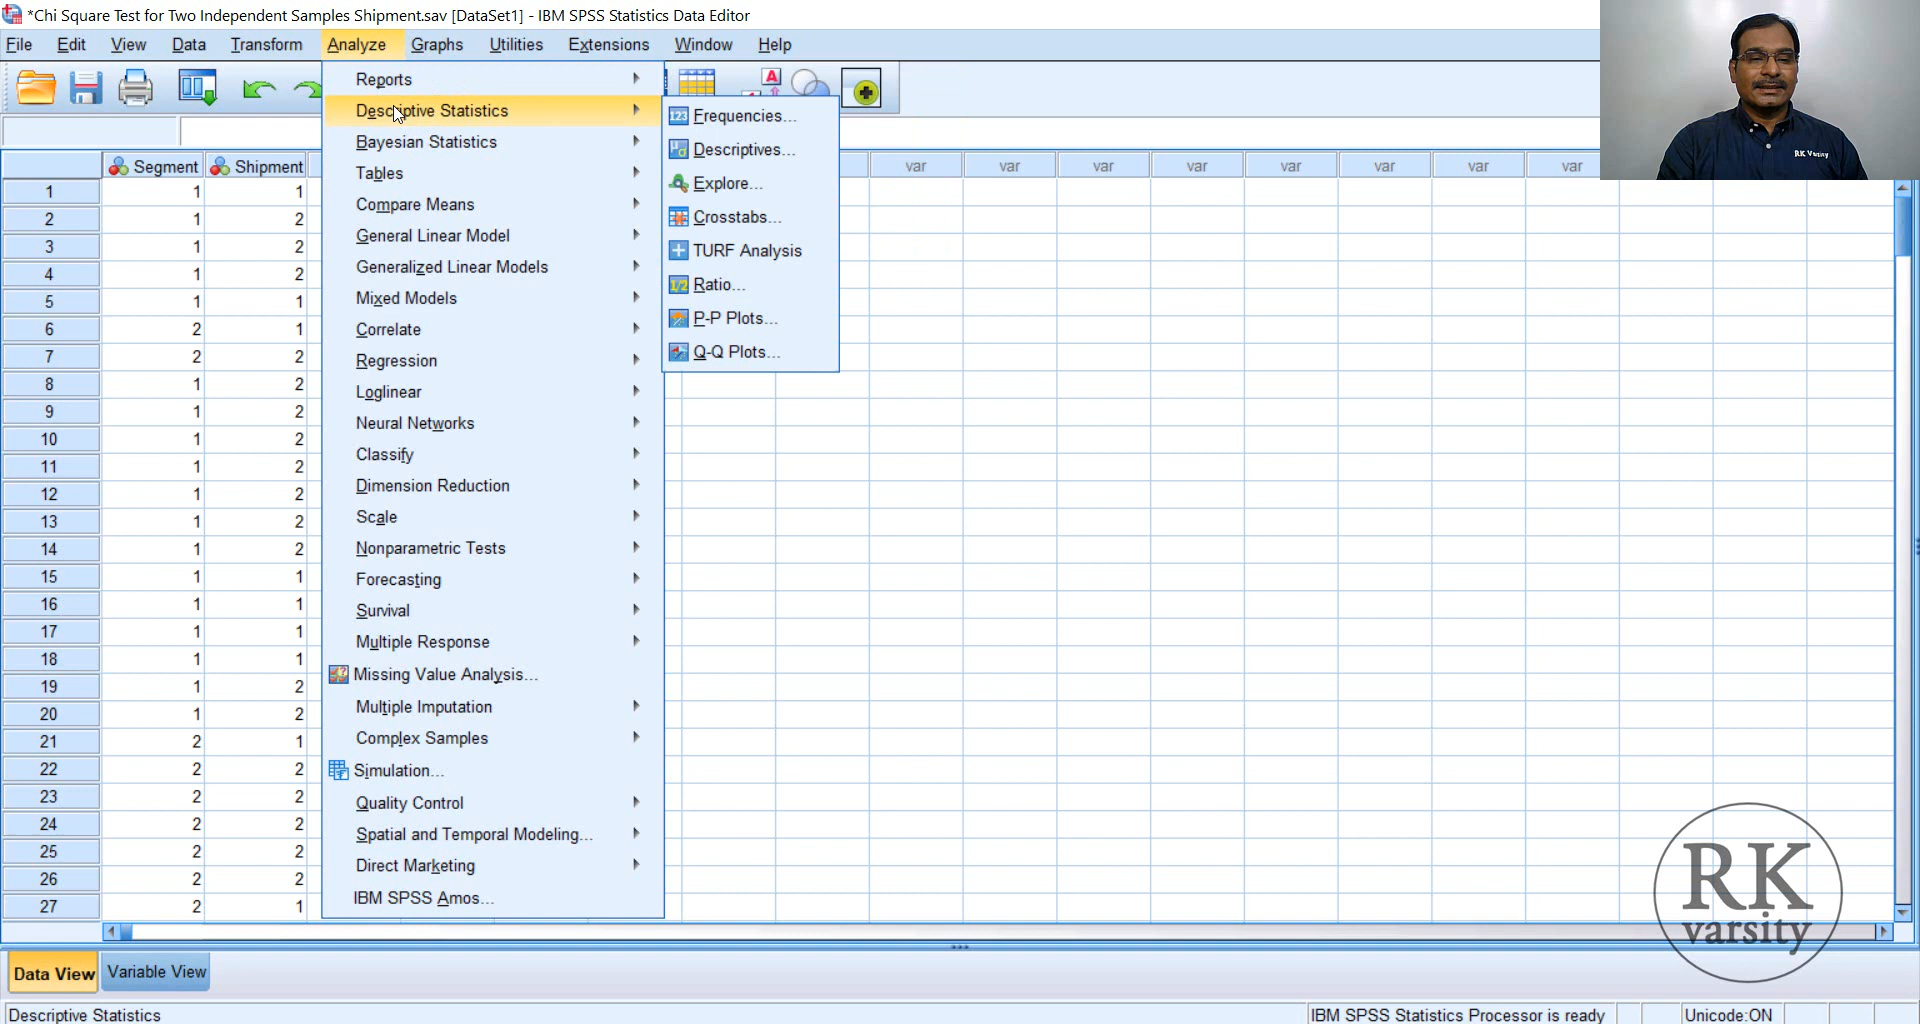 *Chi Square Test for Two Independent Samples Shipment.sav [DataSet1] - IBM SPSS Statistics Data Editor
File Edit View Data Transform Analyze Graphs Utilities Extensions Window Help
Reports
Descriptive Statistics
Bayesian Statistics
Tables
Compare Means
General Linear Model
Generalized Linear Models
Mixed Models
Correlate
Regression
Loglinear
Neural Networks
Classify
Dimension Reduction
Scale
Nonparametric Tests
Forecasting
Survival
Multiple Response
Missing Value Analysis...
Multiple Imputation
Complex Samples
Simulation...
Quality Control
Spatial and Temporal Modeling...
Direct Marketing
IBM SPSS Amos...
A
123 Frequencies...
Descriptives...
Explore...
Crosstabs...
TURF Analysis
1/2 Ratio...
P-P Plots...
Q-Q Plots...
Segment Shipment var var var var var var var var
1 1 1
2 1 2
3 1 2
4 1 2
5 1 1
6 2 1
7 2 2
8 1 2
9 1 2
10 1 2
11 1 2
12 1 2
13 1 2
14 1 2
15 1 1
16 1 1
17 1 1
18 1 1
19 1 2
20 1 2
21 2 1
22 2 2
23 2 2
24 2 2
25 2 2
26 2 2
27 2 1
RK Varsity
RK
varsity
Data View Variable View
Descriptive Statistics IBM SPSS Statistics Processor is ready Unicode:ON